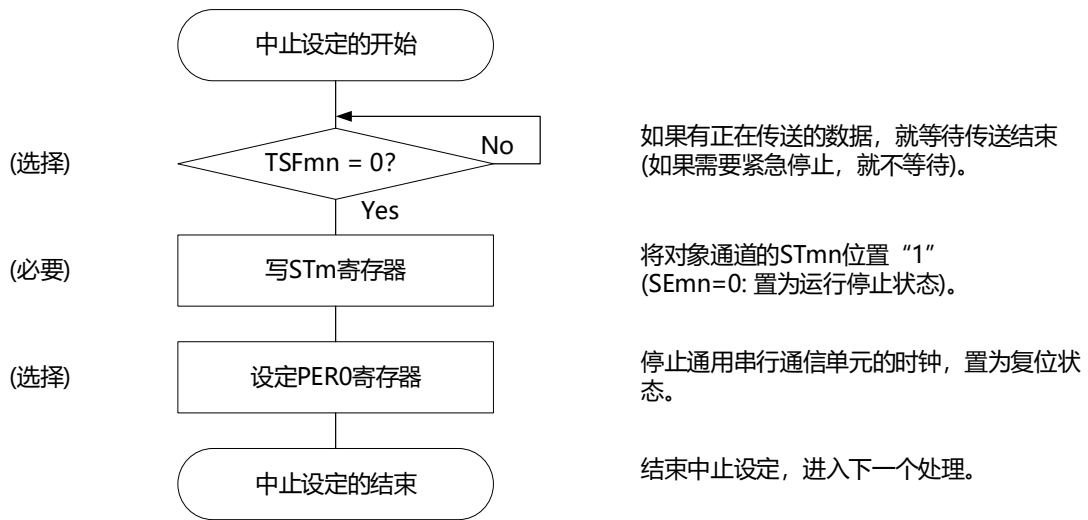 中止设定的开始
(选择)
TSFmn = 0?
No
Yes
如果有正在传送的数据，就等待传送结束
(如果需要紧急停止，就不等待)。
(必要)
写STm寄存器
将对象通道的STmn位置“1”
(SEmn=0: 置为运行停止状态)。
(选择)
设定PER0寄存器
停止通用串行通信单元的时钟，置为复位状
态。
中止设定的结束
结束中止设定，进入下一个处理。